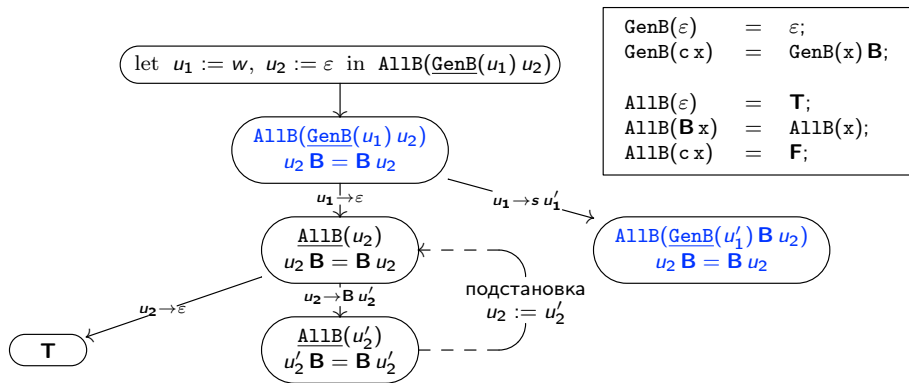 let u₁ := w, u₂ := ε in AllB(GenB(u₁) u₂)
GenB(ε) = ε;
GenB(c x) = GenB(x) B;
AllB(ε) = T;
AllB(B x) = AllB(x);
AllB(c x) = F;
AllB(GenB(u₁) u₂)
u₂ B = B u₂
u₁→ε
u₁→s u₁′
AllB(u₂)
u₂ B = B u₂
AllB(GenB(u₁′) B u₂)
u₂ B = B u₂
подстановка
u₂ := u₂′
u₂→ε
u₂→B u₂′
T
AllB(u₂′)
u₂′ B = B u₂′